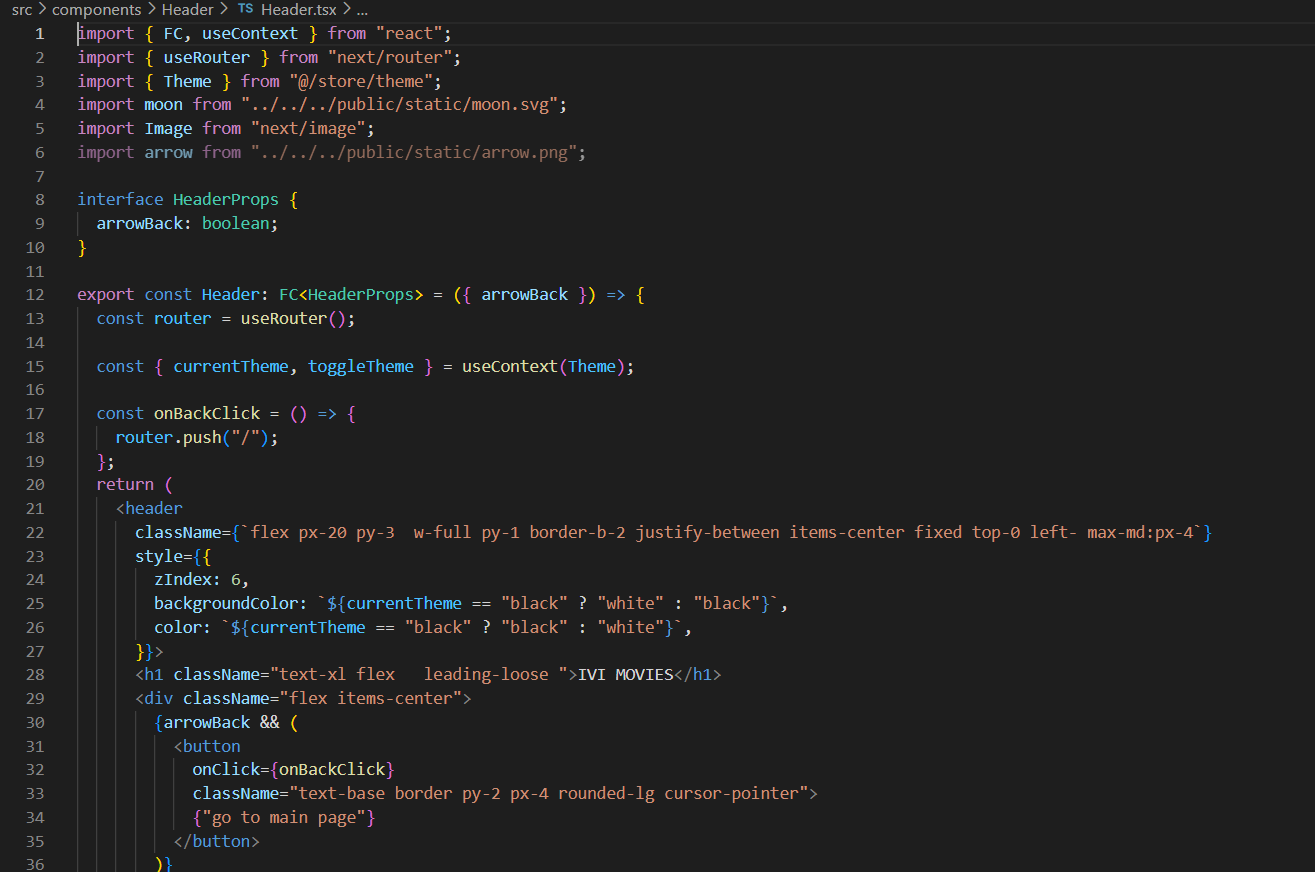 src > components > Header > TS Header.tsx > ...
1 import { FC, useContext } from "react";
2 import { useRouter } from "next/router";
3 import { Theme } from "@/store/theme";
4 import moon from "../../../public/static/moon.svg";
5 import Image from "next/image";
6 import arrow from "../../../public/static/arrow.png";
7
8 interface HeaderProps {
9   arrowBack: boolean;
10 }
11
12 export const Header: FC<HeaderProps> = ({ arrowBack }) => {
13   const router = useRouter();
14
15   const { currentTheme, toggleTheme } = useContext(Theme);
16
17   const onBackClick = () => {
18     router.push("/");
19   };
20   return (
21     <header
22       className={`flex px-20 py-3  w-full py-1 border-b-2 justify-between items-center fixed top-0 left- max-md:px-4`}
23       style={{
24         zIndex: 6,
25         backgroundColor: `${currentTheme == "black" ? "white" : "black"}`,
26         color: `${currentTheme == "black" ? "black" : "white"}`,
27       }}>
28       <h1 className="text-xl flex   leading-loose ">IVI MOVIES</h1>
29       <div className="flex items-center">
30         {arrowBack && (
31           <button
32             onClick={onBackClick}
33             className="text-base border py-2 px-4 rounded-lg cursor-pointer">
34             {"go to main page"}
35           </button>
36         )}